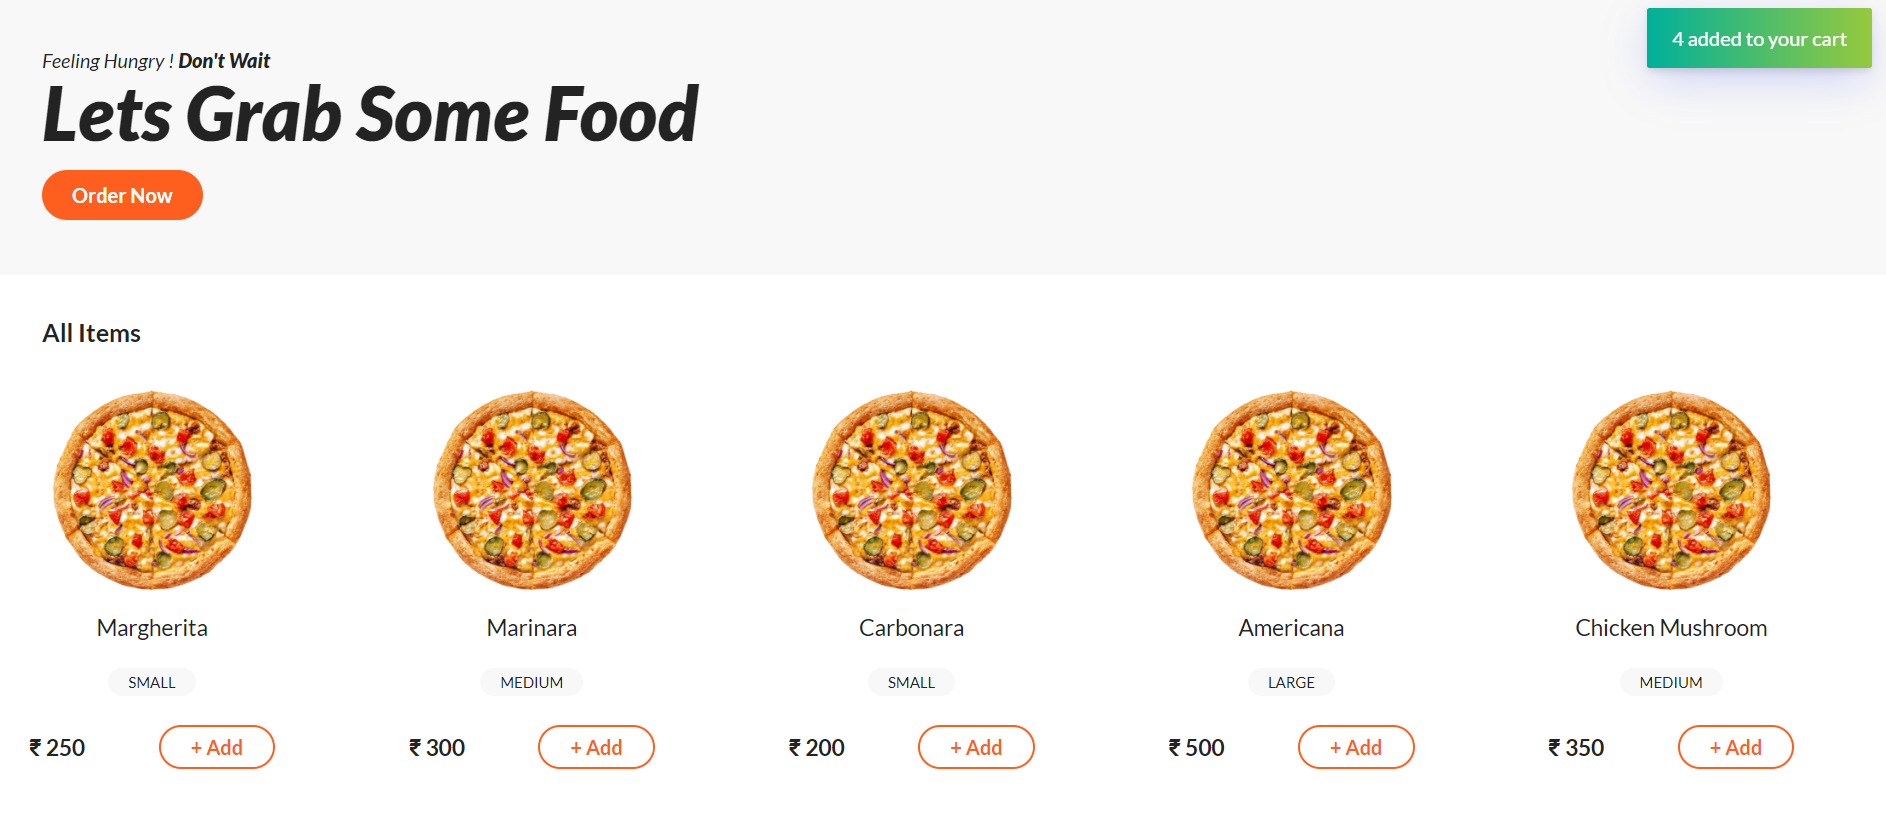 4 added to your cart
Feeling Hungry ! Don't Wait
Lets Grab Some Food
Order Now
All Items
Margherita
SMALL
₹ 250 + Add
Marinara
MEDIUM
₹ 300 + Add
Carbonara
SMALL
₹ 200 + Add
Americana
LARGE
₹ 500 + Add
Chicken Mushroom
MEDIUM
₹ 350 + Add